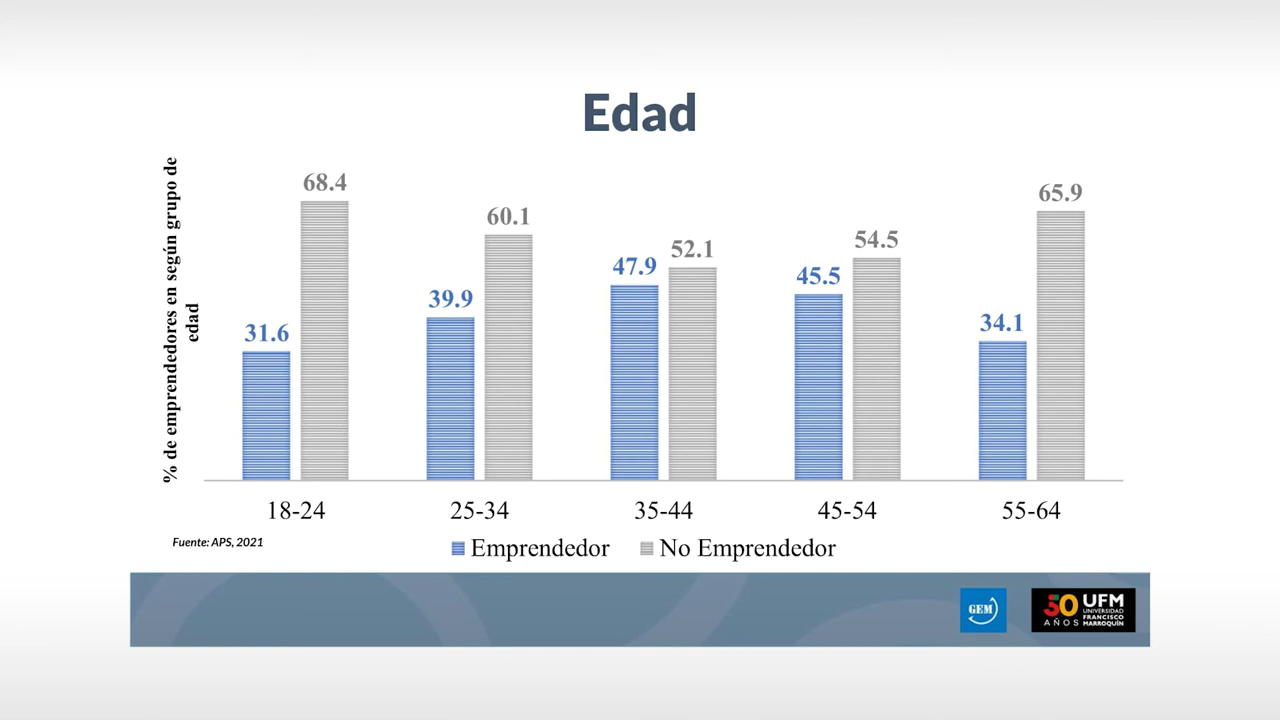 Edad
% de emprendedores en según grupo de
edad
68.4
60.1
52.1
54.5
65.9
31.6
39.9
47.9
45.5
34.1
18-24
25-34
35-44
45-54
55-64
Fuente: APS, 2021
Emprendedor
No Emprendedor
GEM
50
AÑOS
UFM
UNIVERSIDAD
FRANCISCO
MARROQUÍN